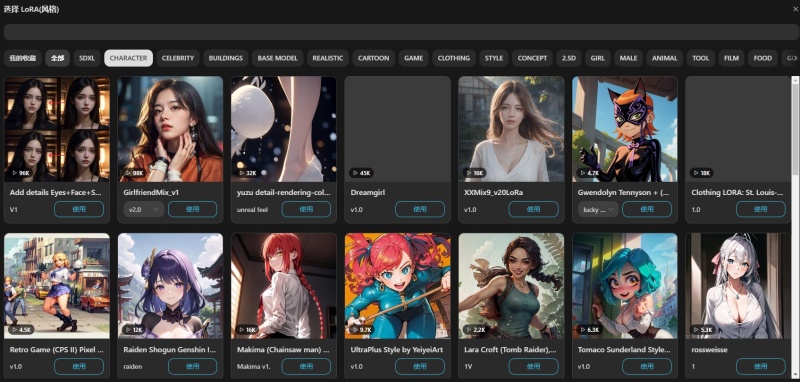 选择 LoRA(风格)
我的收藏 全部 SDXL CHARACTER CELEBRITY BUILDINGS BASE MODEL REALISTIC CARTOON GAME CLOTHING STYLE CONCEPT 2.5D GIRL MALE ANIMAL TOOL FILM FOOD
96K 98K 32K 45K 16K 4.7K 18K
Add details Eyes+Face+S... GirlfriendMix_v1 yuzu detail-rendering-col... Dreamgirl XXMix9_v20LoRa Gwendolyn Tennyson + (... Clothing LORA: St. Louis-...
V1 使用 v2.0 使用 unreal feel 使用 v1.0 使用 v1.0 使用 lucky ... 使用 1.0 使用
4.5K 12K 16K 9.7K 2.2K 6.3K 5.3K
Retro Game (CPS II) Pixel ... Raiden Shogun Genshin I... Makima (Chainsaw man) ... UltraPlus Style by YeiyeiArt Lara Croft (Tomb Raider),... Tomaco Sunderland Style... rossweisse
v1.0 使用 raiden 使用 Makima v1. 使用 v1.0 使用 1V 使用 v1.0 使用 1 使用